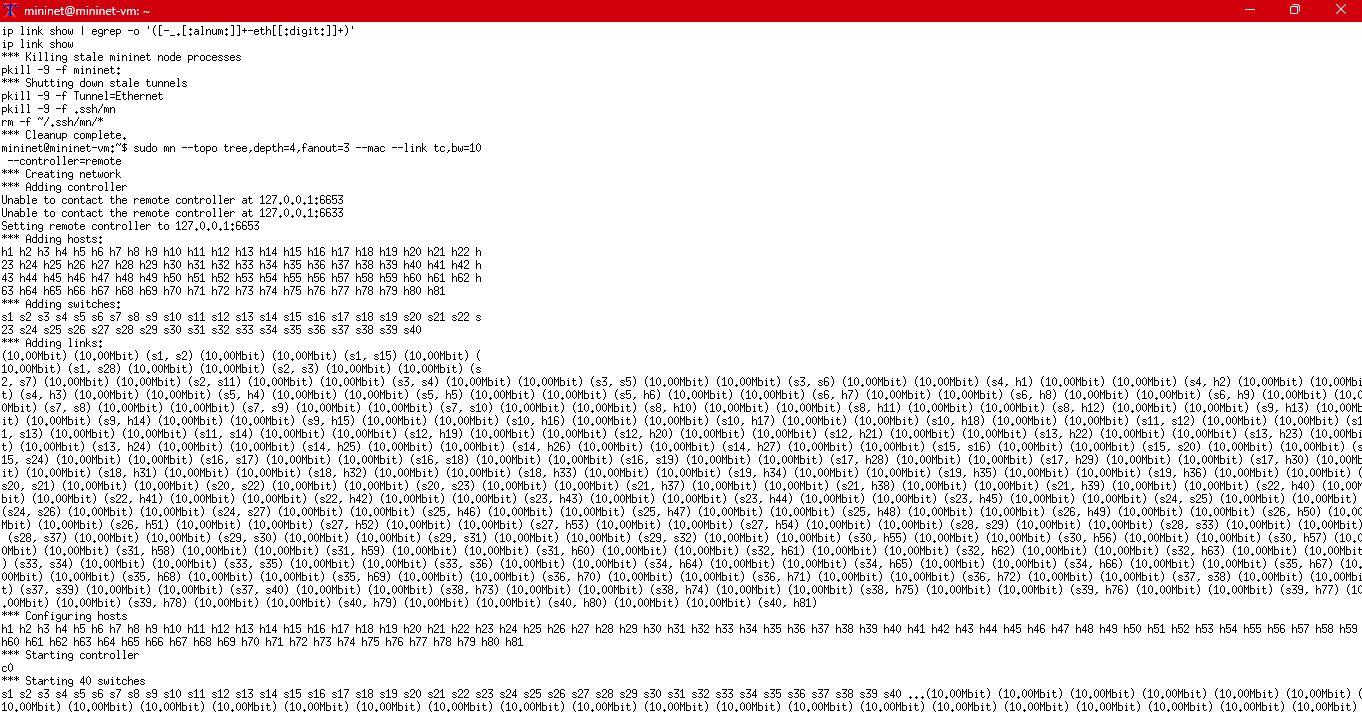 mininet@mininet-vm: ~
ip link show | egrep -o '([-_.[:alnum:]]+-eth[[:digit:]]+)'
ip link show
*** Killing stale mininet node processes
pkill -9 -f mininet:
*** Shutting down stale tunnels
pkill -9 -f Tunnel=Ethernet
pkill -9 -f .ssh/mn
rm -f ~/.ssh/mn/*
*** Cleanup complete.
mininet@mininet-vm:~$ sudo mn --topo tree,depth=4,fanout=3 --mac --link tc,bw=10
 --controller=remote
*** Creating network
*** Adding controller
Unable to contact the remote controller at 127.0.0.1:6653
Unable to contact the remote controller at 127.0.0.1:6633
Setting remote controller to 127.0.0.1:6653
*** Adding hosts:
h1 h2 h3 h4 h5 h6 h7 h8 h9 h10 h11 h12 h13 h14 h15 h16 h17 h18 h19 h20 h21 h22 h
23 h24 h25 h26 h27 h28 h29 h30 h31 h32 h33 h34 h35 h36 h37 h38 h39 h40 h41 h42 h
43 h44 h45 h46 h47 h48 h49 h50 h51 h52 h53 h54 h55 h56 h57 h58 h59 h60 h61 h62 h
63 h64 h65 h66 h67 h68 h69 h70 h71 h72 h73 h74 h75 h76 h77 h78 h79 h80 h81
*** Adding switches:
s1 s2 s3 s4 s5 s6 s7 s8 s9 s10 s11 s12 s13 s14 s15 s16 s17 s18 s19 s20 s21 s22 s
23 s24 s25 s26 s27 s28 s29 s30 s31 s32 s33 s34 s35 s36 s37 s38 s39 s40
*** Adding links:
(10.00Mbit) (10.00Mbit) (s1, s2) (10.00Mbit) (10.00Mbit) (s1, s15) (10.00Mbit) (
10.00Mbit) (s1, s28) (10.00Mbit) (10.00Mbit) (s2, s3) (10.00Mbit) (10.00Mbit) (s
2, s7) (10.00Mbit) (10.00Mbit) (s2, s11) (10.00Mbit) (10.00Mbit) (s3, s4) (10.00Mbit) (10.00Mbit) (s3, s5) (10.00Mbit) (10.00Mbit) (s3, s6) (10.00Mbit) (10.00Mbit) (s4, h1) (10.00Mbit) (10.00Mbit) (s4, h2) (10.00Mbit) (10.00Mbi
t) (s4, h3) (10.00Mbit) (10.00Mbit) (s5, h4) (10.00Mbit) (10.00Mbit) (s5, h5) (10.00Mbit) (10.00Mbit) (s5, h6) (10.00Mbit) (10.00Mbit) (s6, h7) (10.00Mbit) (10.00Mbit) (s6, h8) (10.00Mbit) (10.00Mbit) (s6, h9) (10.00Mbit) (10.0
0Mbit) (s7, s8) (10.00Mbit) (10.00Mbit) (s7, s9) (10.00Mbit) (10.00Mbit) (s7, s10) (10.00Mbit) (10.00Mbit) (s8, h10) (10.00Mbit) (10.00Mbit) (s8, h11) (10.00Mbit) (10.00Mbit) (s8, h12) (10.00Mbit) (10.00Mbit) (s9, h13) (10.00Mb
it) (10.00Mbit) (s9, h14) (10.00Mbit) (10.00Mbit) (s9, h15) (10.00Mbit) (10.00Mbit) (s10, h16) (10.00Mbit) (10.00Mbit) (s10, h17) (10.00Mbit) (10.00Mbit) (s10, h18) (10.00Mbit) (10.00Mbit) (s11, s12) (10.00Mbit) (10.00Mbit) (s1
1, s13) (10.00Mbit) (10.00Mbit) (s11, s14) (10.00Mbit) (10.00Mbit) (s12, h19) (10.00Mbit) (10.00Mbit) (s12, h20) (10.00Mbit) (10.00Mbit) (s12, h21) (10.00Mbit) (10.00Mbit) (s13, h22) (10.00Mbit) (10.00Mbit) (s13, h23) (10.00Mbi
t) (10.00Mbit) (s13, h24) (10.00Mbit) (10.00Mbit) (s14, h25) (10.00Mbit) (10.00Mbit) (s14, h26) (10.00Mbit) (10.00Mbit) (s14, h27) (10.00Mbit) (10.00Mbit) (s15, s16) (10.00Mbit) (10.00Mbit) (s15, s20) (10.00Mbit) (10.00Mbit) (s
15, s24) (10.00Mbit) (10.00Mbit) (s16, s17) (10.00Mbit) (10.00Mbit) (s16, s18) (10.00Mbit) (10.00Mbit) (s16, s19) (10.00Mbit) (10.00Mbit) (s17, h28) (10.00Mbit) (10.00Mbit) (s17, h29) (10.00Mbit) (10.00Mbit) (s17, h30) (10.00Mb
it) (10.00Mbit) (s18, h31) (10.00Mbit) (10.00Mbit) (s18, h32) (10.00Mbit) (10.00Mbit) (s18, h33) (10.00Mbit) (10.00Mbit) (s19, h34) (10.00Mbit) (10.00Mbit) (s19, h35) (10.00Mbit) (10.00Mbit) (s19, h36) (10.00Mbit) (10.00Mbit) (
s20, s21) (10.00Mbit) (10.00Mbit) (s20, s22) (10.00Mbit) (10.00Mbit) (s20, s23) (10.00Mbit) (10.00Mbit) (s21, h37) (10.00Mbit) (10.00Mbit) (s21, h38) (10.00Mbit) (10.00Mbit) (s21, h39) (10.00Mbit) (10.00Mbit) (s22, h40) (10.00M
bit) (10.00Mbit) (s22, h41) (10.00Mbit) (10.00Mbit) (s22, h42) (10.00Mbit) (10.00Mbit) (s23, h43) (10.00Mbit) (10.00Mbit) (s23, h44) (10.00Mbit) (10.00Mbit) (s23, h45) (10.00Mbit) (10.00Mbit) (s24, s25) (10.00Mbit) (10.00Mbit)
(s24, s26) (10.00Mbit) (10.00Mbit) (s24, s27) (10.00Mbit) (10.00Mbit) (s25, h46) (10.00Mbit) (10.00Mbit) (s25, h47) (10.00Mbit) (10.00Mbit) (s25, h48) (10.00Mbit) (10.00Mbit) (s26, h49) (10.00Mbit) (10.00Mbit) (s26, h50) (10.00
Mbit) (10.00Mbit) (s26, h51) (10.00Mbit) (10.00Mbit) (s27, h52) (10.00Mbit) (10.00Mbit) (s27, h53) (10.00Mbit) (10.00Mbit) (s27, h54) (10.00Mbit) (10.00Mbit) (s28, s29) (10.00Mbit) (10.00Mbit) (s28, s33) (10.00Mbit) (10.00Mbit)
 (s28, s37) (10.00Mbit) (10.00Mbit) (s29, s30) (10.00Mbit) (10.00Mbit) (s29, s31) (10.00Mbit) (10.00Mbit) (s29, s32) (10.00Mbit) (10.00Mbit) (s30, h55) (10.00Mbit) (10.00Mbit) (s30, h56) (10.00Mbit) (10.00Mbit) (s30, h57) (10.0
0Mbit) (10.00Mbit) (s31, h58) (10.00Mbit) (10.00Mbit) (s31, h59) (10.00Mbit) (10.00Mbit) (s31, h60) (10.00Mbit) (10.00Mbit) (s32, h61) (10.00Mbit) (10.00Mbit) (s32, h62) (10.00Mbit) (10.00Mbit) (s32, h63) (10.00Mbit) (10.00Mbit
) (s33, s34) (10.00Mbit) (10.00Mbit) (s33, s35) (10.00Mbit) (10.00Mbit) (s33, s36) (10.00Mbit) (10.00Mbit) (s34, h64) (10.00Mbit) (10.00Mbit) (s34, h65) (10.00Mbit) (10.00Mbit) (s34, h66) (10.00Mbit) (10.00Mbit) (s35, h67) (10.
00Mbit) (10.00Mbit) (s35, h68) (10.00Mbit) (10.00Mbit) (s35, h69) (10.00Mbit) (10.00Mbit) (s36, h70) (10.00Mbit) (10.00Mbit) (s36, h71) (10.00Mbit) (10.00Mbit) (s36, h72) (10.00Mbit) (10.00Mbit) (s37, s38) (10.00Mbit) (10.00Mbi
t) (s37, s39) (10.00Mbit) (10.00Mbit) (s37, s40) (10.00Mbit) (10.00Mbit) (s38, h73) (10.00Mbit) (10.00Mbit) (s38, h74) (10.00Mbit) (10.00Mbit) (s38, h75) (10.00Mbit) (10.00Mbit) (s39, h76) (10.00Mbit) (10.00Mbit) (s39, h77) (10
.00Mbit) (10.00Mbit) (s39, h78) (10.00Mbit) (10.00Mbit) (s40, h79) (10.00Mbit) (10.00Mbit) (s40, h80) (10.00Mbit) (10.00Mbit) (s40, h81)
*** Configuring hosts
h1 h2 h3 h4 h5 h6 h7 h8 h9 h10 h11 h12 h13 h14 h15 h16 h17 h18 h19 h20 h21 h22 h23 h24 h25 h26 h27 h28 h29 h30 h31 h32 h33 h34 h35 h36 h37 h38 h39 h40 h41 h42 h43 h44 h45 h46 h47 h48 h49 h50 h51 h52 h53 h54 h55 h56 h57 h58 h59
h60 h61 h62 h63 h64 h65 h66 h67 h68 h69 h70 h71 h72 h73 h74 h75 h76 h77 h78 h79 h80 h81
*** Starting controller
c0
*** Starting 40 switches
s1 s2 s3 s4 s5 s6 s7 s8 s9 s10 s11 s12 s13 s14 s15 s16 s17 s18 s19 s20 s21 s22 s23 s24 s25 s26 s27 s28 s29 s30 s31 s32 s33 s34 s35 s36 s37 s38 s39 s40 ...(10.00Mbit) (10.00Mbit) (10.00Mbit) (10.00Mbit) (10.00Mbit) (10.00Mbit) (
10.00Mbit) (10.00Mbit) (10.00Mbit) (10.00Mbit) (10.00Mbit) (10.00Mbit) (10.00Mbit) (10.00Mbit) (10.00Mbit) (10.00Mbit) (10.00Mbit) (10.00Mbit) (10.00Mbit) (10.00Mbit) (10.00Mbit) (10.00Mbit) (10.00Mbit) (10.00Mbit) (10.00Mbit)